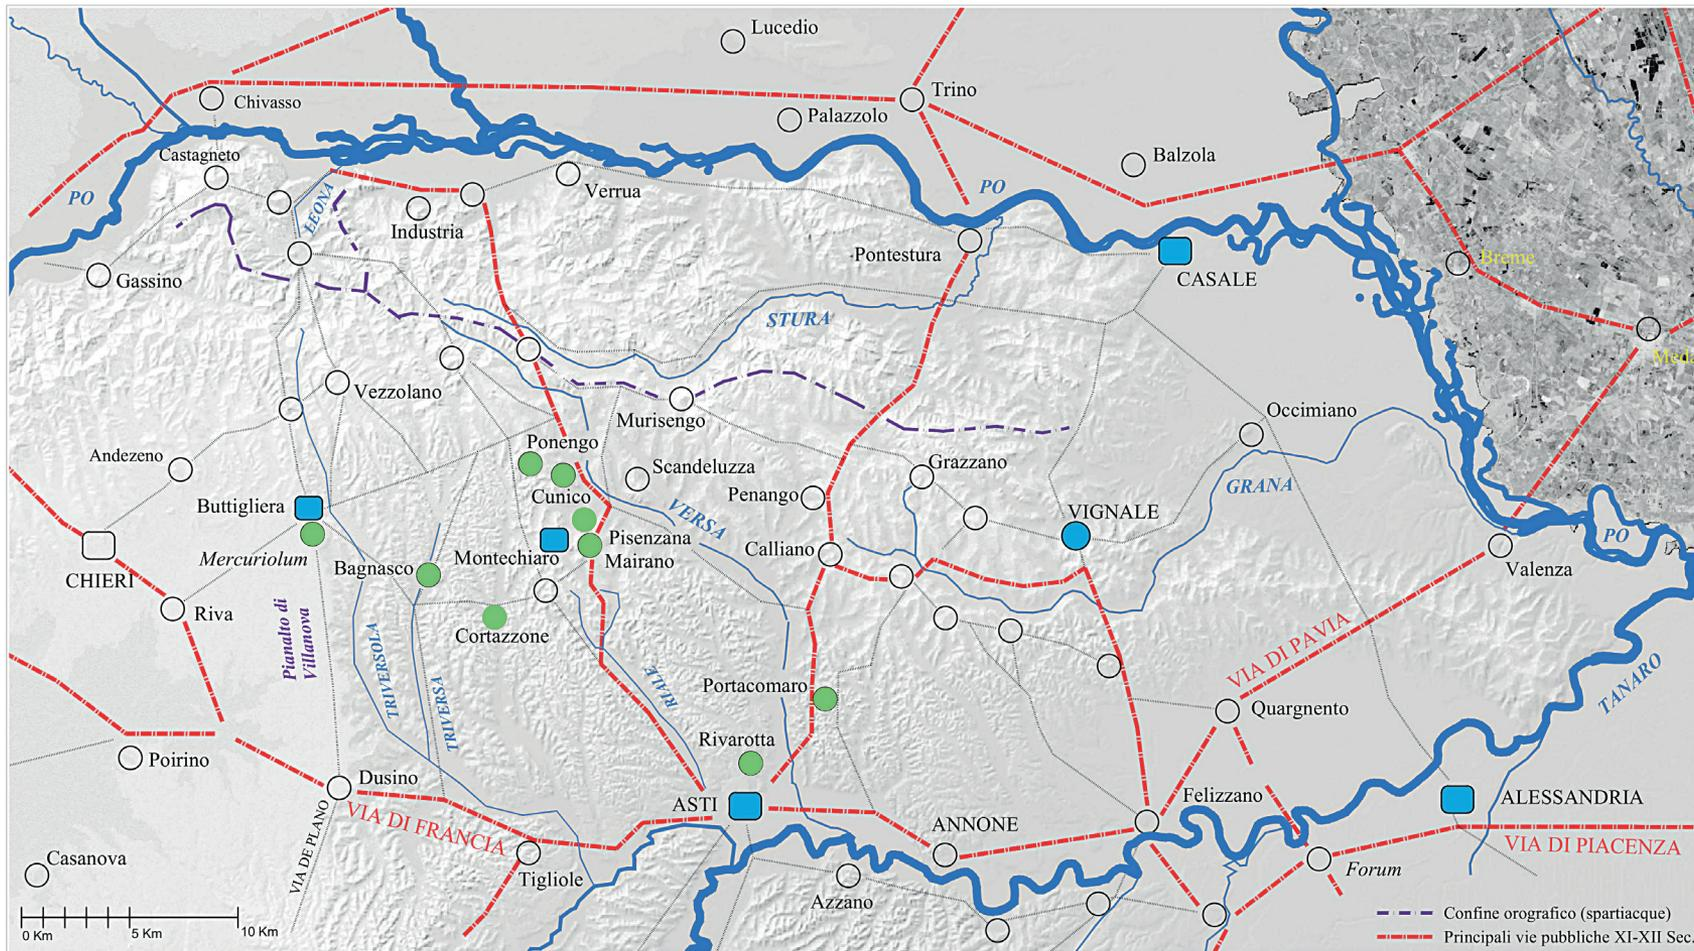 Lucedio
Chivasso
Trino
Palazzolo
Castagneto
Balzola
PO
LEONA
Verrua
PO
Industria
Pontestura
Gassino
CASALE
Breme
STURA
Vezzolano
Murisengo
Occimiano
Ponengo
Andezeno
Scandeluzza
Grazzano
Cunico
Penango
GRANA
Buttigliera
VERSA
VIGNALE
Pisenzana
Mercuriolum
Montechiaro
Mairano
Calliano
PO
Bagnasco
Valenza
CHIERI
Riva
Pianalto di
Villanova
Cortazzone
TRIVERSOLA
TRIVERSA
RIALE
Portacomaro
VIA DI PAVIA
TANARO
Quargnento
Rivarotta
Poirino
Dusino
ASTI
Felizzano
ALESSANDRIA
VIA DI FRANCIA
ANNONE
VIA DI PIACENZA
VIA DE PLANO
Casanova
Tigliole
Azzano
Forum
0 Km
5 Km
10 Km
Confine orografico (spartiacque)
Principali vie pubbliche XI-XII Sec.